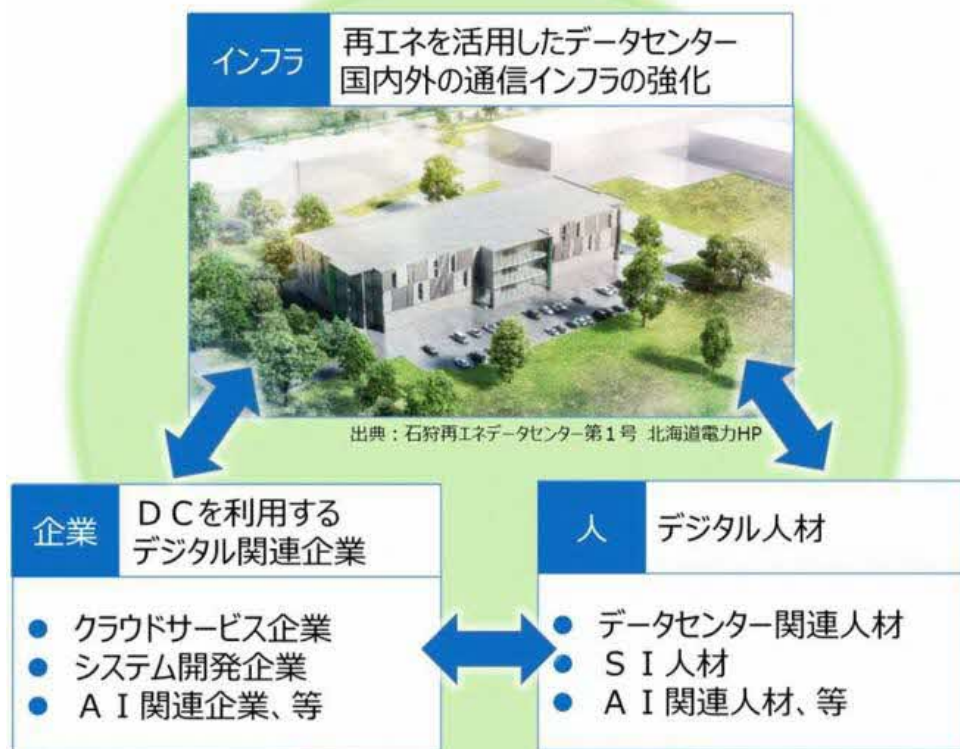 インフラ
再エネを活用したデータセンター
国内外の通信インフラの強化
出典:石狩再エネデータセンター第1号 北海道電力HP
企業
DCを利用する
デジタル関連企業
● クラウドサービス企業
● システム開発企業
● AI関連企業、等
人
デジタル人材
● データセンター関連人材
● SI人材
● AI関連人材、等